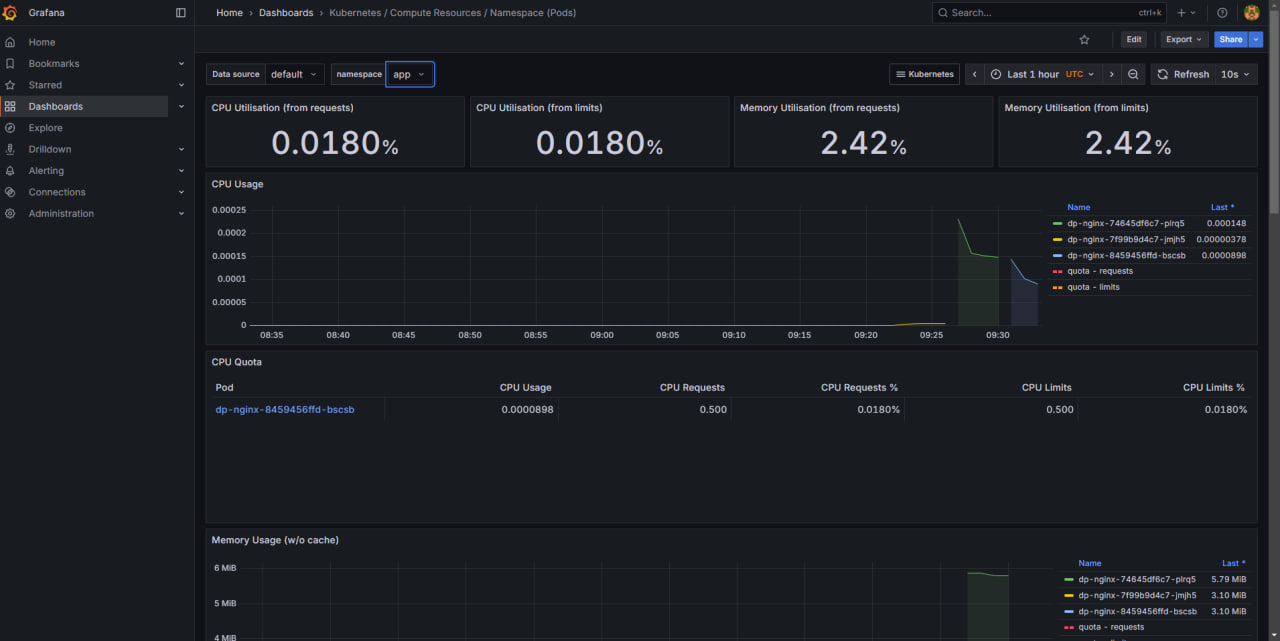 Grafana
Home › Dashboards › Kubernetes / Compute Resources / Namespace (Pods)
Search...
ctrl+k
Edit
Export
Share
Home
Bookmarks
Starred
Dashboards
Explore
Drilldown
Alerting
Connections
Administration
Data source
default
namespace
app
Kubernetes
Last 1 hour UTC
Refresh
10s
CPU Utilisation (from requests)
0.0180%
CPU Utilisation (from limits)
0.0180%
Memory Utilisation (from requests)
2.42%
Memory Utilisation (from limits)
2.42%
CPU Usage
0.00025
0.0002
0.00015
0.0001
0.00005
0
08:35 08:40 08:45 08:50 08:55 09:00 09:05 09:10 09:15 09:20 09:25 09:30
Name Last *
dp-nginx-74645df6c7-plrq5 0.000148
dp-nginx-7f99b9d4c7-jmjh5 0.00000378
dp-nginx-8459456ffd-bscsb 0.0000898
quota - requests
quota - limits
CPU Quota
Pod CPU Usage CPU Requests CPU Requests % CPU Limits CPU Limits %
dp-nginx-8459456ffd-bscsb 0.0000898 0.500 0.0180% 0.500 0.0180%
Memory Usage (w/o cache)
6 MiB
5 MiB
4 MiB
Name Last *
dp-nginx-74645df6c7-plrq5 5.79 MiB
dp-nginx-7f99b9d4c7-jmjh5 3.10 MiB
dp-nginx-8459456ffd-bscsb 3.10 MiB
quota - requests